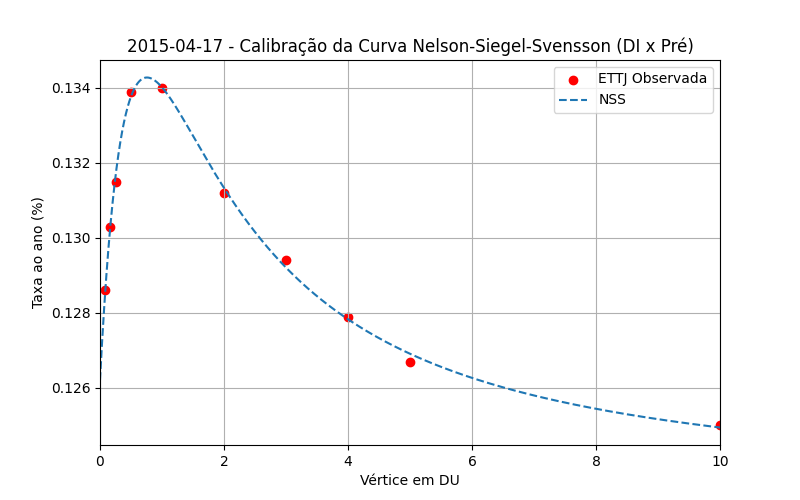 2015-04-17 - Calibração da Curva Nelson-Siegel-Svensson (DI x Pré)
ETTJ Observada
NSS
0.134
0.132
0.130
0.128
0.126
Taxa ao ano (%)
0 2 4 6 8 10
Vértice em DU